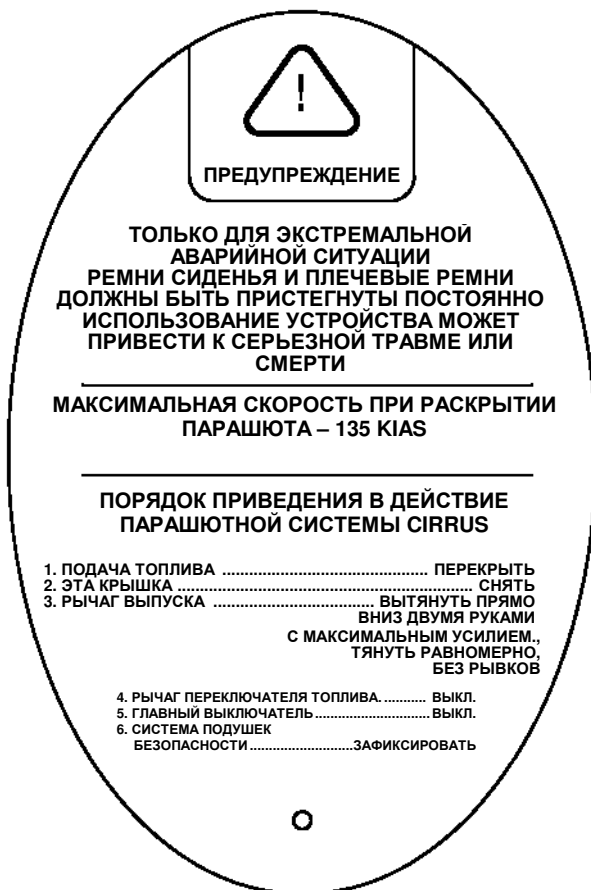 !
ПРЕДУПРЕЖДЕНИЕ
ТОЛЬКО ДЛЯ ЭКСТРЕМАЛЬНОЙ
АВАРИЙНОЙ СИТУАЦИИ
РЕМНИ СИДЕНЬЯ И ПЛЕЧЕВЫЕ РЕМНИ
ДОЛЖНЫ БЫТЬ ПРИСТЕГНУТЫ ПОСТОЯННО
ИСПОЛЬЗОВАНИЕ УСТРОЙСТВА МОЖЕТ
ПРИВЕСТИ К СЕРЬЕЗНОЙ ТРАВМЕ ИЛИ
СМЕРТИ
МАКСИМАЛЬНАЯ СКОРОСТЬ ПРИ РАСКРЫТИИ
ПАРАШЮТА – 135 KIAS
ПОРЯДОК ПРИВЕДЕНИЯ В ДЕЙСТВИЕ
ПАРАШЮТНОЙ СИСТЕМЫ CIRRUS
1. ПОДАЧА ТОПЛИВА ............................................ ПЕРЕКРЫТЬ
2. ЭТА КРЫШКА ............................................................... СНЯТЬ
3. РЫЧАГ ВЫПУСКА .................................. ВЫТЯНУТЬ ПРЯМО
ВНИЗ ДВУМЯ РУКАМИ
С МАКСИМАЛЬНЫМ УСИЛИЕМ.,
ТЯНУТЬ РАВНОМЕРНО,
БЕЗ РЫВКОВ
4. РЫЧАГ ПЕРЕКЛЮЧАТЕЛЯ ТОПЛИВА. ........... ВЫКЛ.
5. ГЛАВНЫЙ ВЫКЛЮЧАТЕЛЬ .............................. ВЫКЛ.
6. СИСТЕМА ПОДУШЕК
БЕЗОПАСНОСТИ ...........................ЗАФИКСИРОВАТЬ